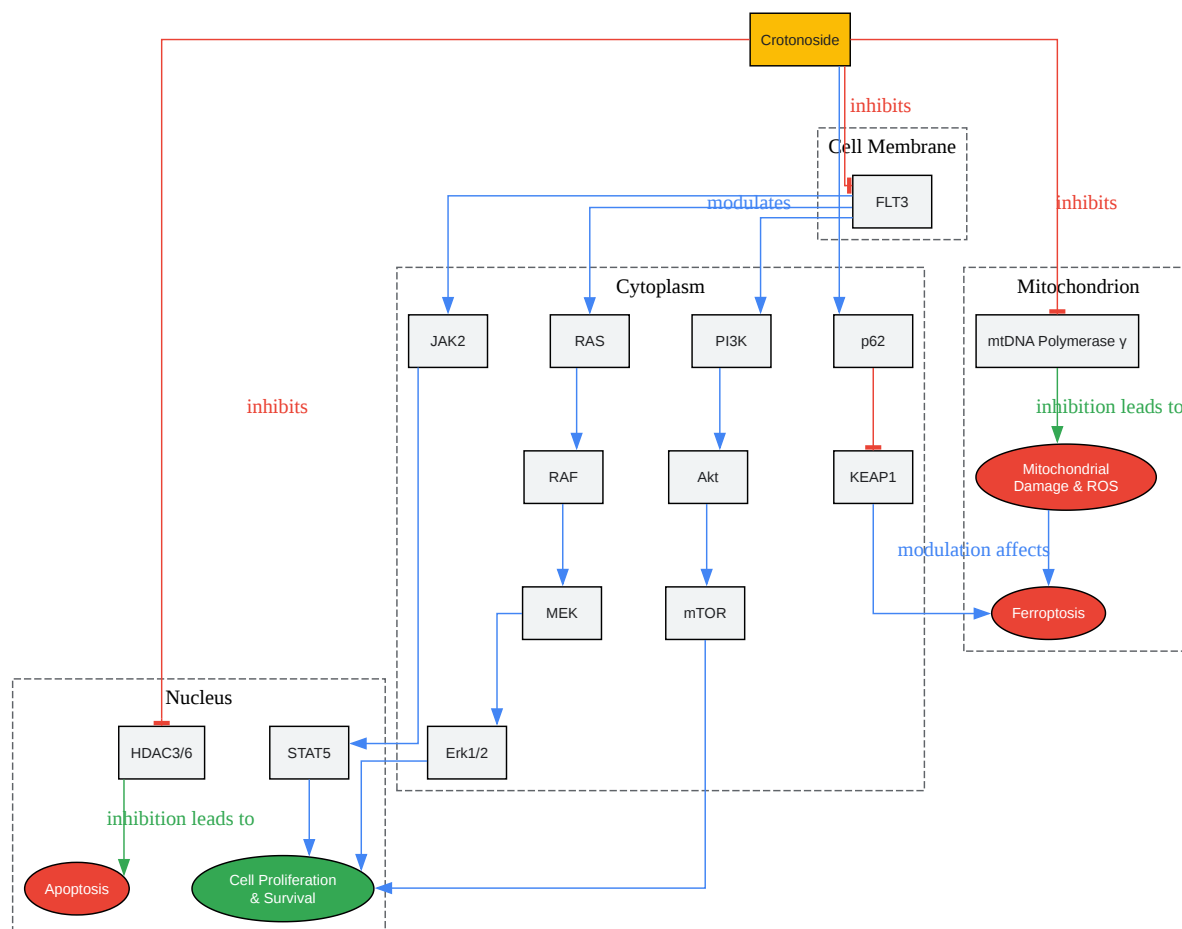 Crotonoside
inhibits
Cell Membrane
FLT3
modulates
inhibits
Cytoplasm
Mitochondrion
JAK2
RAS
PI3K
p62
mtDNA Polymerase γ
inhibits
inhibition leads to
RAF
Akt
KEAP1
Mitochondrial
Damage & ROS
modulation affects
MEK
mTOR
Ferroptosis
Nucleus
HDAC3/6
STAT5
Erk1/2
inhibition leads to
Apoptosis
Cell Proliferation
& Survival